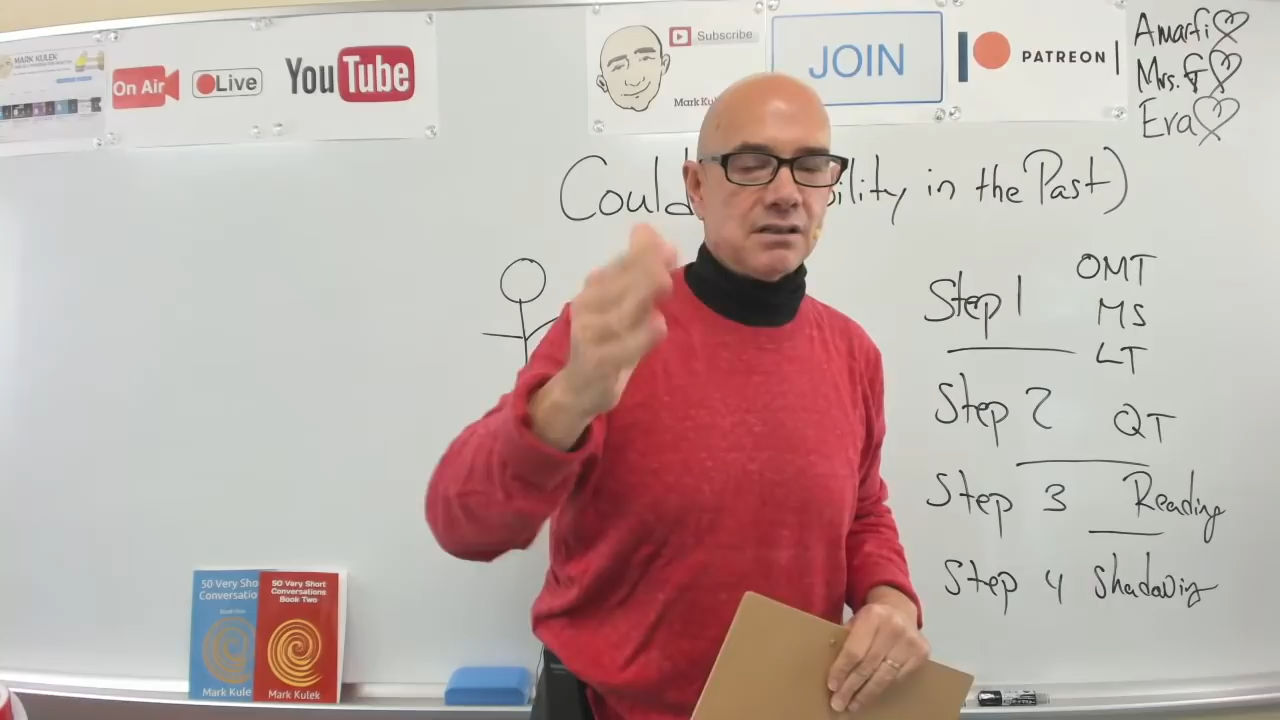 MARK KULEK
On Air
Live
YouTube
Subscribe
Mark Ku
JOIN
PATREON
Amarfi
Mrs. G
Eva
Could ility in the Past)
Step 1
OMT
MS
LT
Step 2 QT
Step 3 Reading
Step 4 Shadowing
50 Very Sho
Conversatio
Mark Kule
50 Very Short
Conversations
Book Two
Mark Kulek